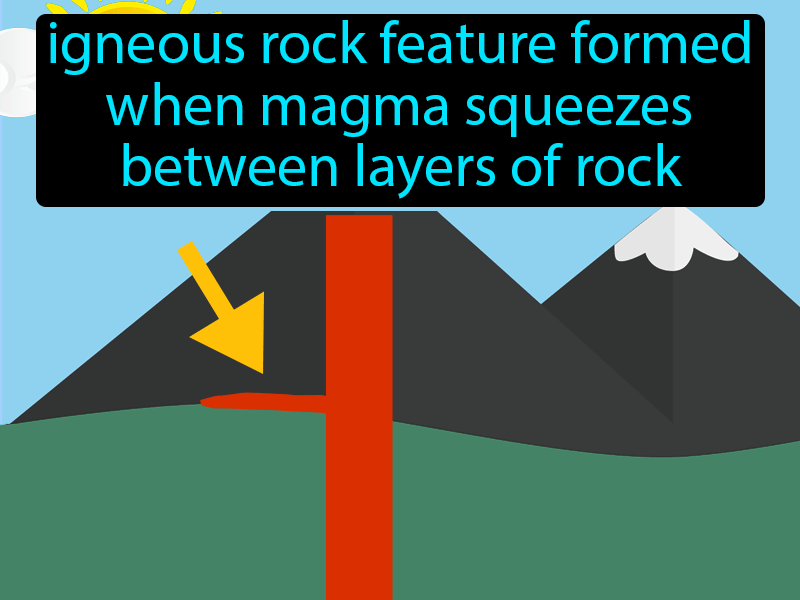 igneous rock feature formed
when magma squeezes
between layers of rock